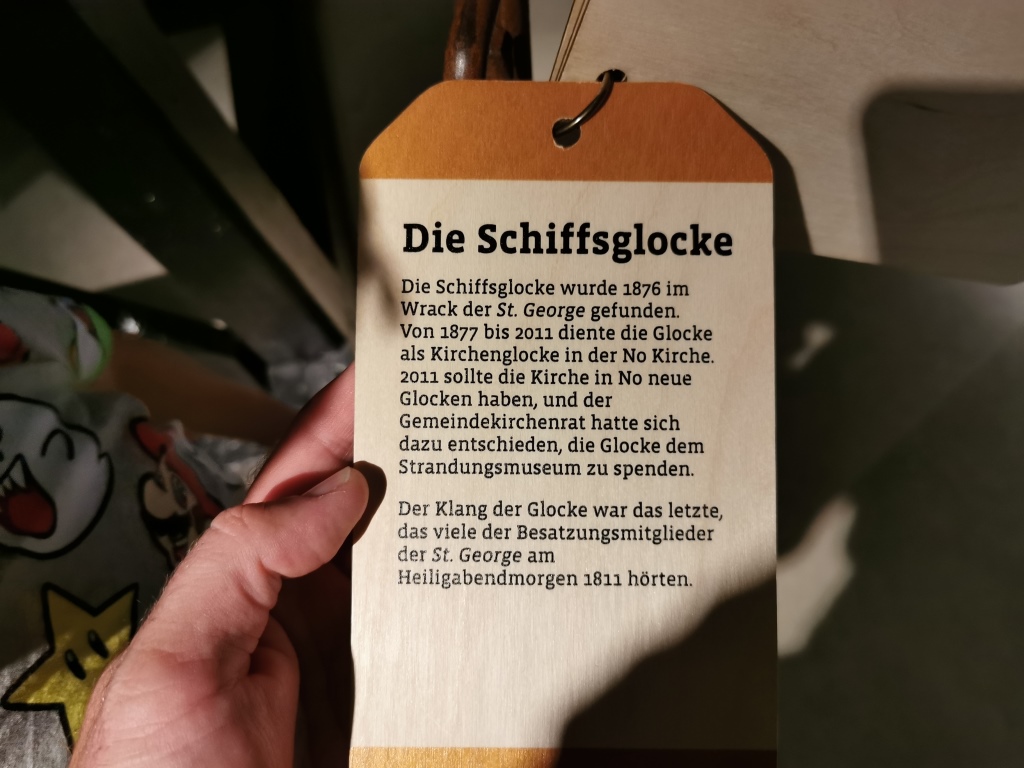 Die Schiffsglocke
Die Schiffsglocke wurde 1876 im
Wrack der St. George gefunden.
Von 1877 bis 2011 diente die Glocke
als Kirchenglocke in der No Kirche.
2011 sollte die Kirche in No neue
Glocken haben, und der
Gemeindekirchenrat hatte sich
dazu entschieden, die Glocke dem
Strandungsmuseum zu spenden.
Der Klang der Glocke war das letzte,
das viele der Besatzungsmitglieder
der St. George am
Heiligabendmorgen 1811 hörten.